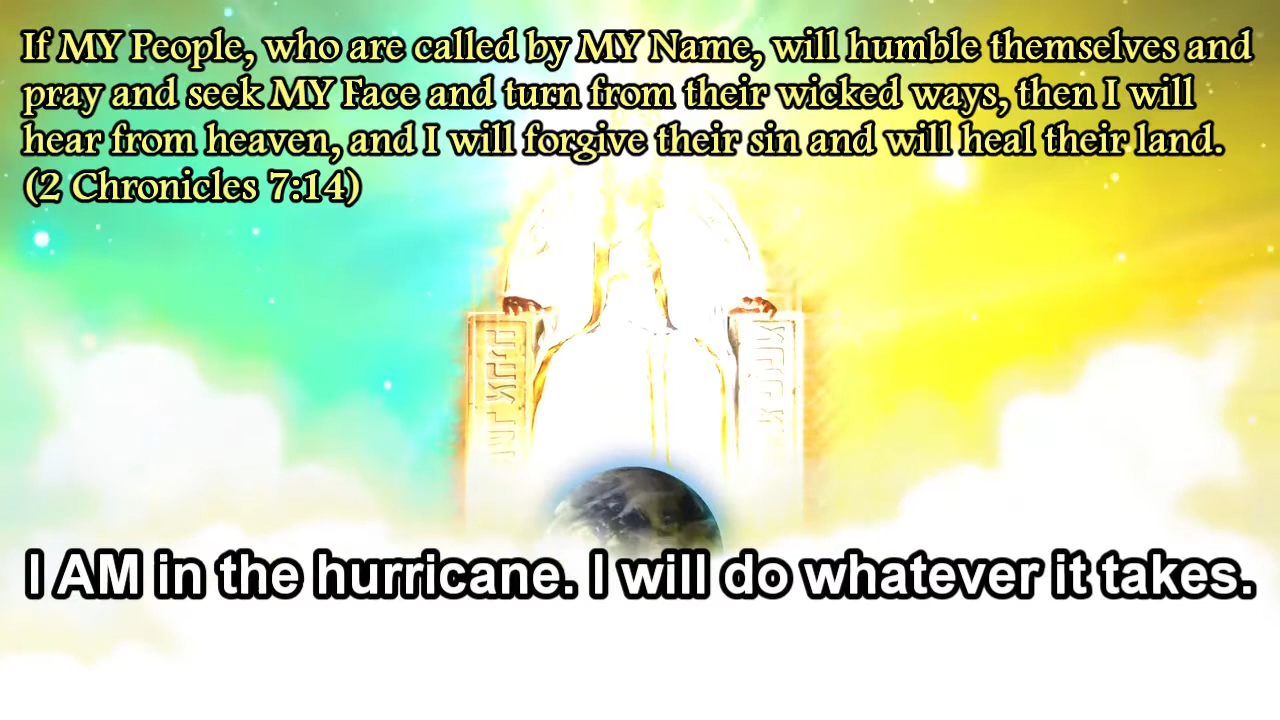 If MY People, who are called by MY Name, will humble themselves and
pray and seek MY Face and turn from their wicked ways, then I will
hear from heaven, and I will forgive their sin and will heal their land.
(2 Chronicles 7:14)
I AM in the hurricane. I will do whatever it takes.